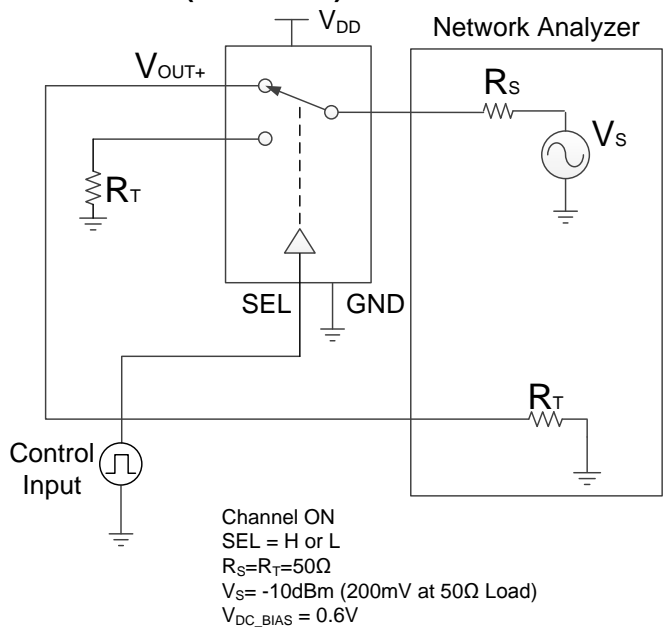 VDD
Network Analyzer
VOUT+
RS
VS
RT
SEL
GND
RT
Control
Input
Channel ON
SEL = H or L
RS=RT=50Ω
VS= -10dBm (200mV at 50Ω Load)
VDC_BIAS = 0.6V